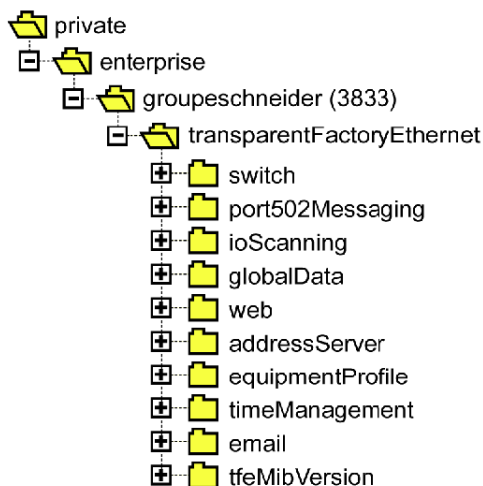 private
enterprise
groupeschneider (3833)
transparentFactoryEthernet
switch
port502Messaging
ioScanning
globalData
web
addressServer
equipmentProfile
timeManagement
email
tfeMibVersion